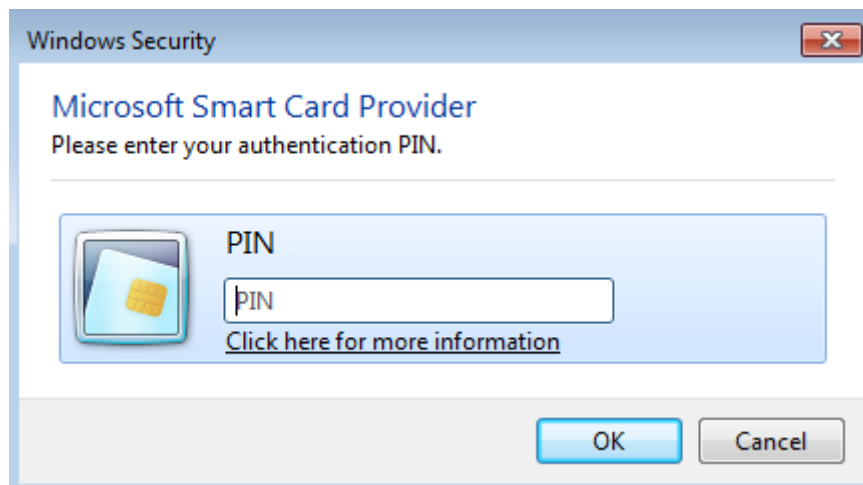 Windows Security
Microsoft Smart Card Provider
Please enter your authentication PIN.
PIN
PIN
Click here for more information
OK
Cancel